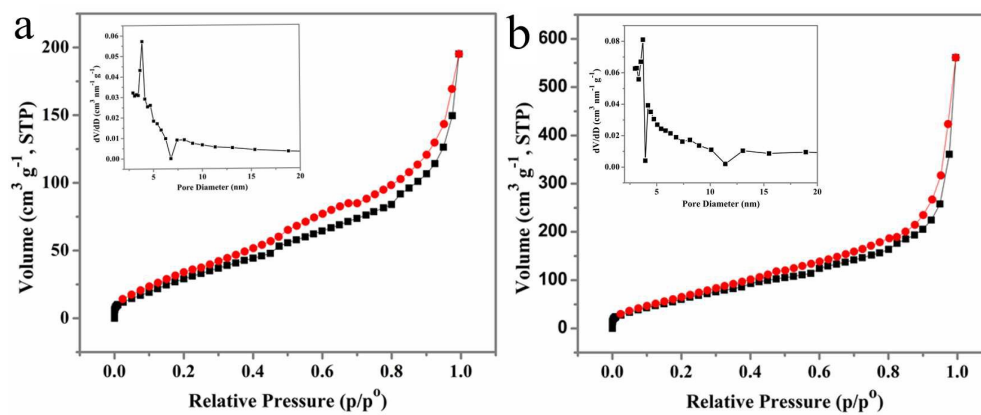 a
Volume (cm³ g⁻¹, STP)
200
150
100
50
0
0.0 0.2 0.4 0.6 0.8 1.0
Relative Pressure (p/pº)
dV/dD (cm³ nm⁻¹ g⁻¹)
0.06
0.05
0.04
0.03
0.02
0.01
0.00
5 10 15 20
Pore Diameter (nm)
b
Volume (cm³ g⁻¹, STP)
600
500
400
300
200
100
0
0.0 0.2 0.4 0.6 0.8 1.0
Relative Pressure (p/pº)
dV/dD (cm³ nm⁻¹ g⁻¹)
0.08
0.06
0.04
0.02
0.00
5 10 15 20
Pore Diameter (nm)